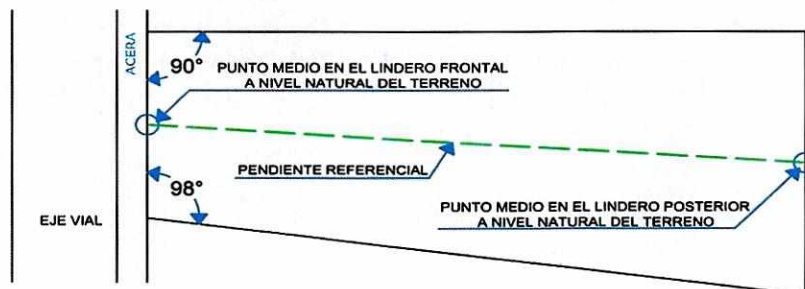 ACERA
90°
PUNTO MEDIO EN EL LINDERO FRONTAL
A NIVEL NATURAL DEL TERRENO
PENDIENTE REFERENCIAL
98°
PUNTO MEDIO EN EL LINDERO POSTERIOR
A NIVEL NATURAL DEL TERRENO
EJE VIAL